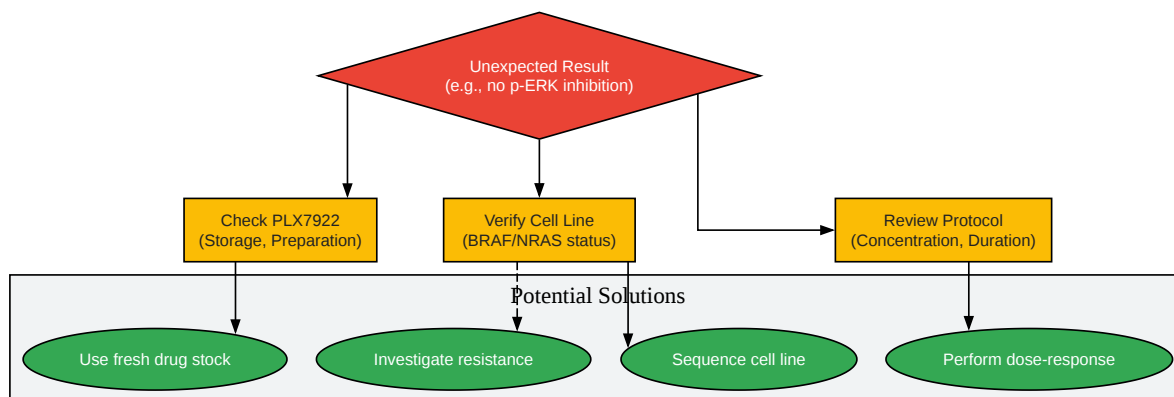 Unexpected Result
(e.g., no p-ERK inhibition)
Check PLX7922
(Storage, Preparation)
Verify Cell Line
(BRAF/NRAS status)
Review Protocol
(Concentration, Duration)
Potential Solutions
Use fresh drug stock
Investigate resistance
Sequence cell line
Perform dose-response